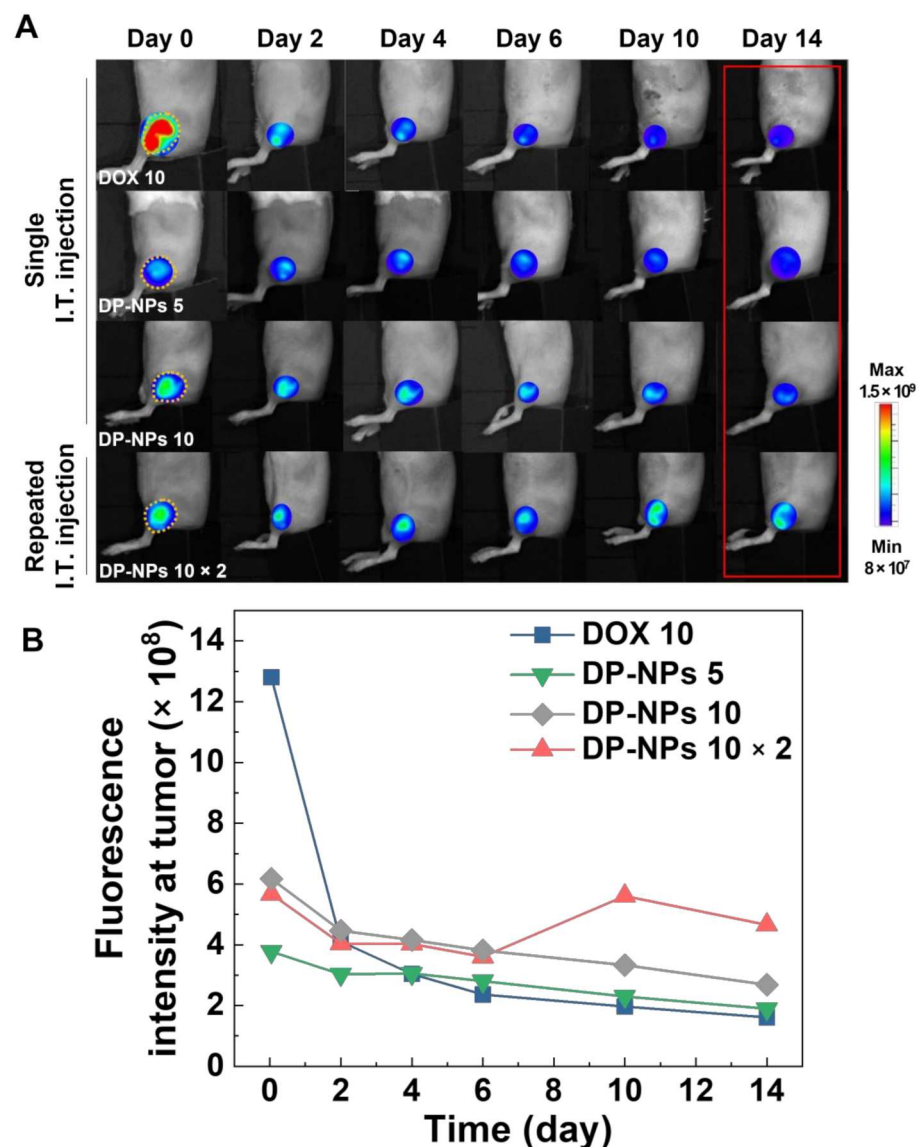 A
Day 0 Day 2 Day 4 Day 6 Day 10 Day 14
Single
I.T. injection
DOX 10
DP-NPs 5
DP-NPs 10
Repeated
I.T. injection
DP-NPs 10 × 2
Max
1.5 × 10⁹
Min
8 × 10⁷
B
Fluorescence
intensity at tumor (× 10⁸)
14
12
10
8
6
4
2
0
DOX 10
DP-NPs 5
DP-NPs 10
DP-NPs 10 × 2
0 2 4 6 8 10 12 14
Time (day)